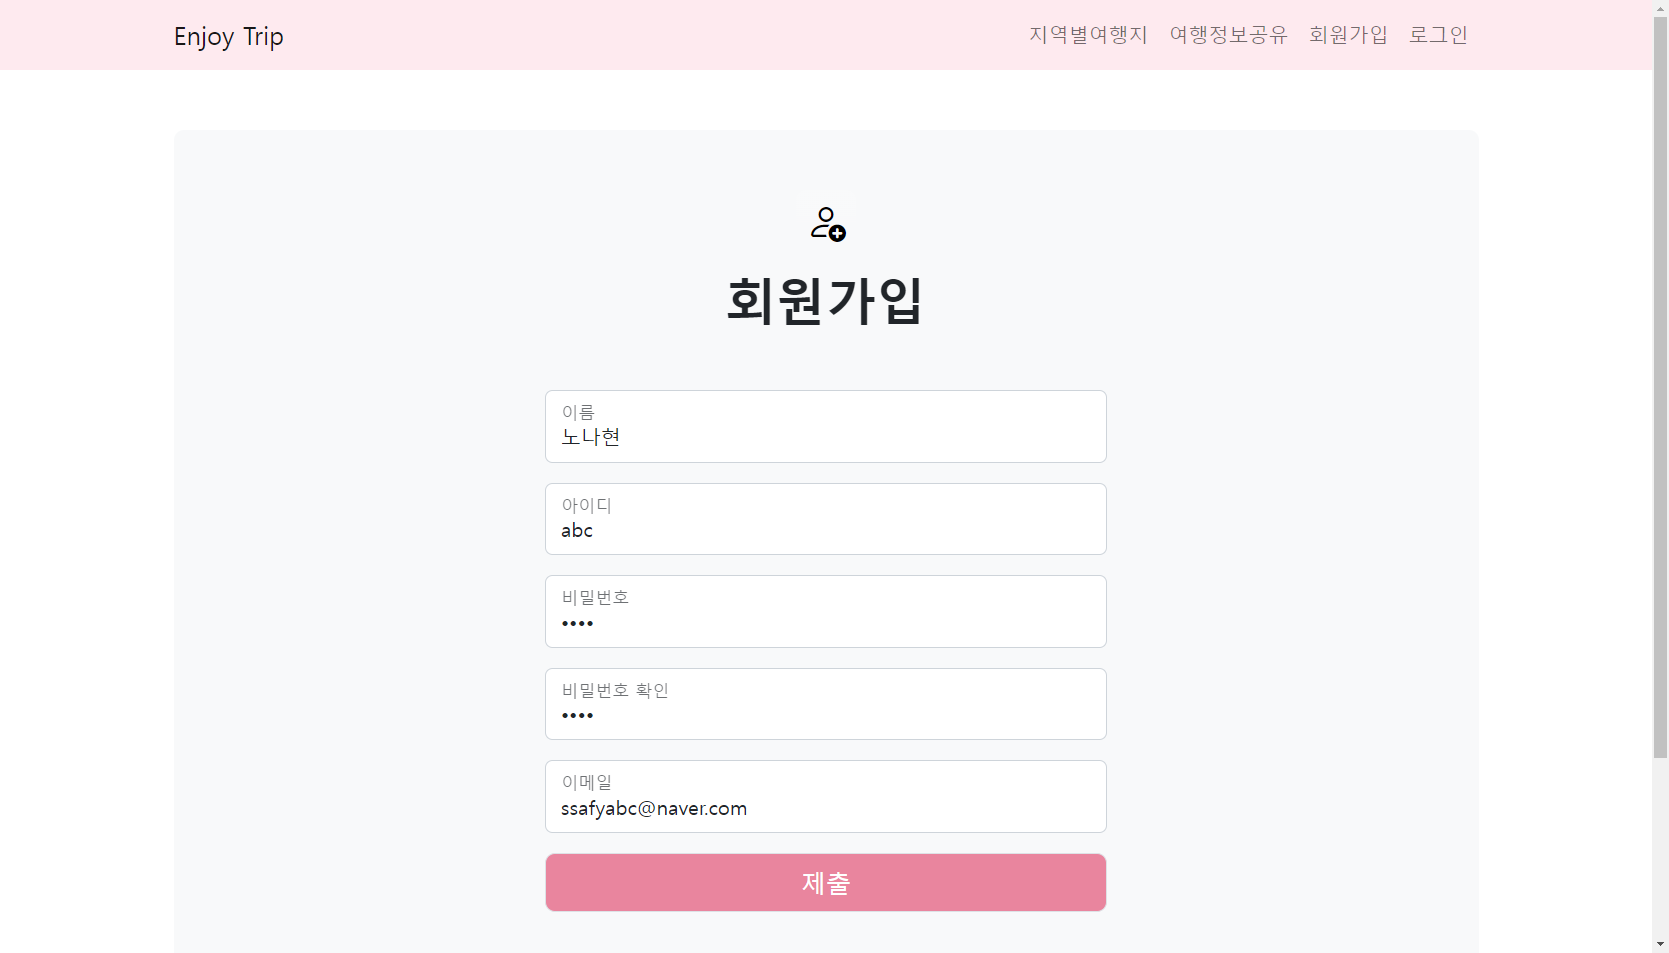 Enjoy Trip
지역별여행지 여행정보공유 회원가입 로그인
회원가입
이름
노나현
아이디
abc
비밀번호
••••
비밀번호 확인
••••
이메일
ssafyabc@naver.com
제출